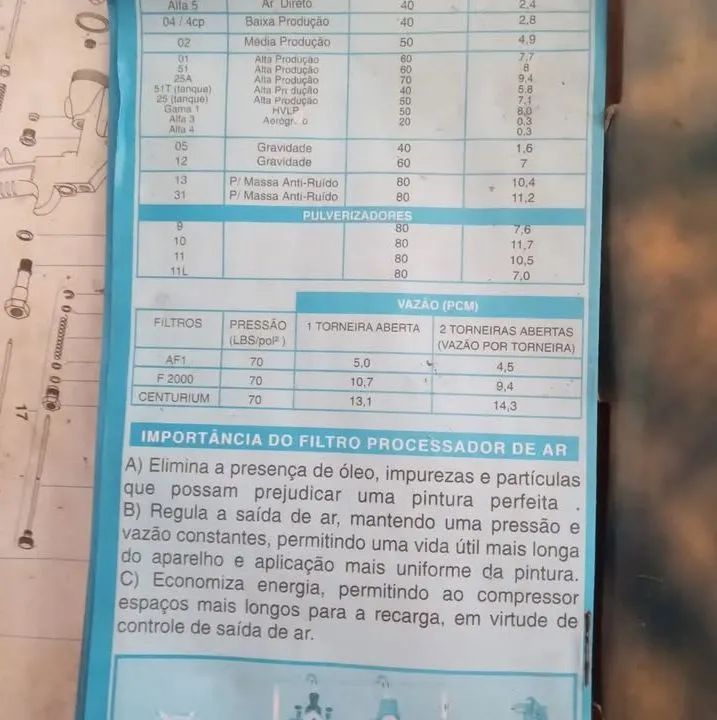 Alfa 5 Ar Direto 40 2,4
04 / 4cp Baixa Produção 40 2,8
02 Média Produção 50 4,9
01 Alta Produção 60 7,7
51 Alta Produção 60 8
25A Alta Produção 70 9,4
51T (tanque) Alta Produção 40 5,8
25 (tanque) Alta Produção 50 7,1
Gama 1 HVLP 50 8,0
Alfa 3 20 0,3
Alfa 4 0,3
05 Gravidade 40 1,6
12 Gravidade 60 7
13 P/ Massa Anti-Ruído 80 10,4
31 P/ Massa Anti-Ruído 80 11,2
PULVERIZADORES
9 80 7,6
10 80 11,7
11 80 10,5
11L 80 7,0
VAZÃO (PCM)
FILTROS PRESSÃO 1 TORNEIRA ABERTA 2 TORNEIRAS ABERTAS
(LBS/pol²) (VAZÃO POR TORNEIRA)
AF1 70 5,0 4,5
F 2000 70 10,7 9,4
CENTURIUM 70 13,1 14,3
IMPORTÂNCIA DO FILTRO PROCESSADOR DE AR
A) Elimina a presença de óleo, impurezas e partículas
que possam prejudicar uma pintura perfeita .
B) Regula a saída de ar, mantendo uma pressão e
vazão constantes, permitindo uma vida útil mais longa
do aparelho e aplicação mais uniforme da pintura.
C) Economiza energia, permitindo ao compressor
espaços mais longos para a recarga, em virtude de
controle de saída de ar.
17